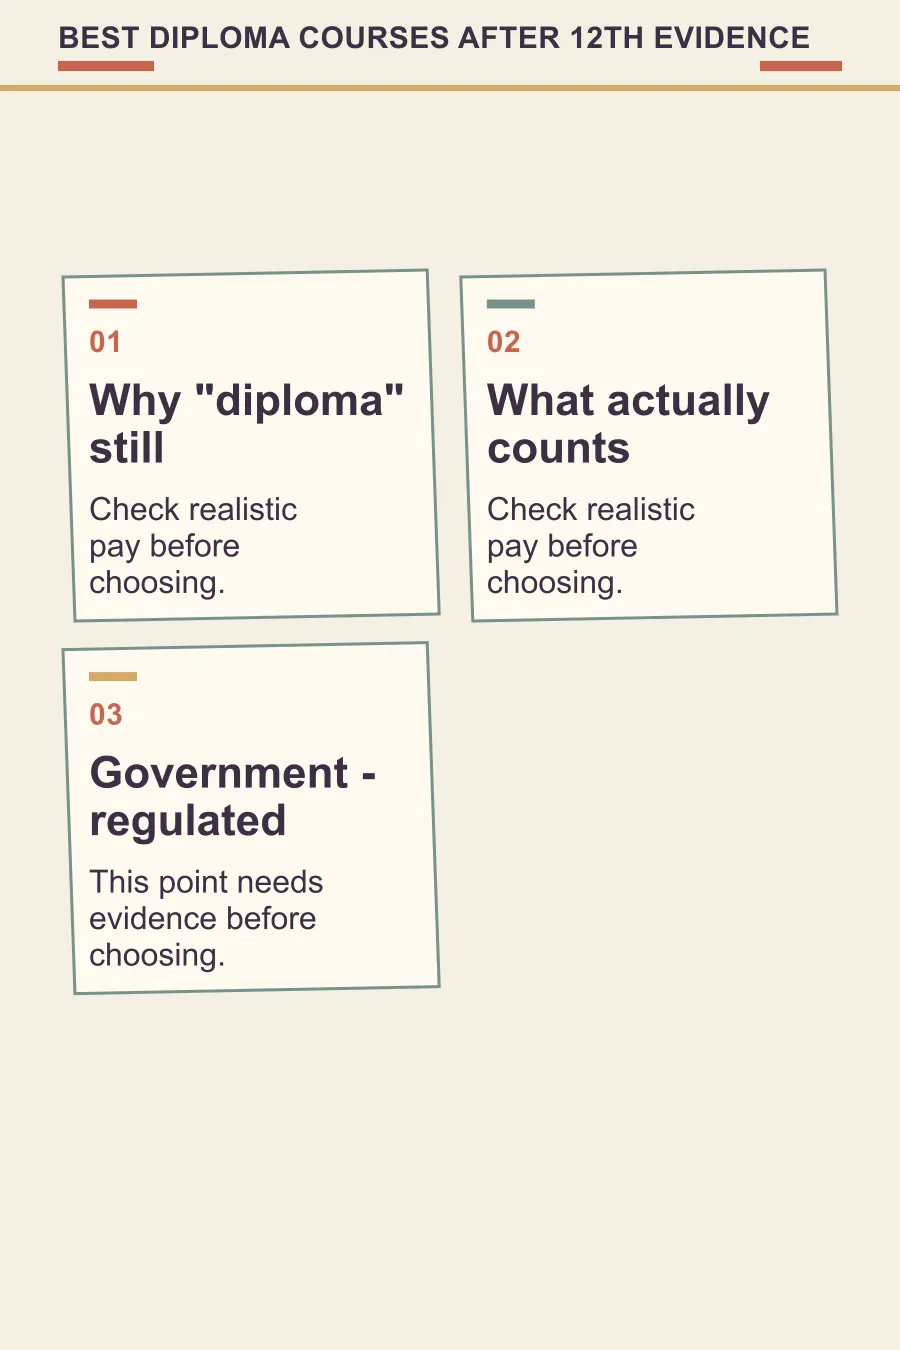 BEST DIPLOMA COURSES AFTER 12TH EVIDENCE
01
Why "diploma"
still
Check realistic
pay before
choosing.
02
What actually
counts
Check realistic
pay before
choosing.
03
Government -
regulated
This point needs
evidence before
choosing.